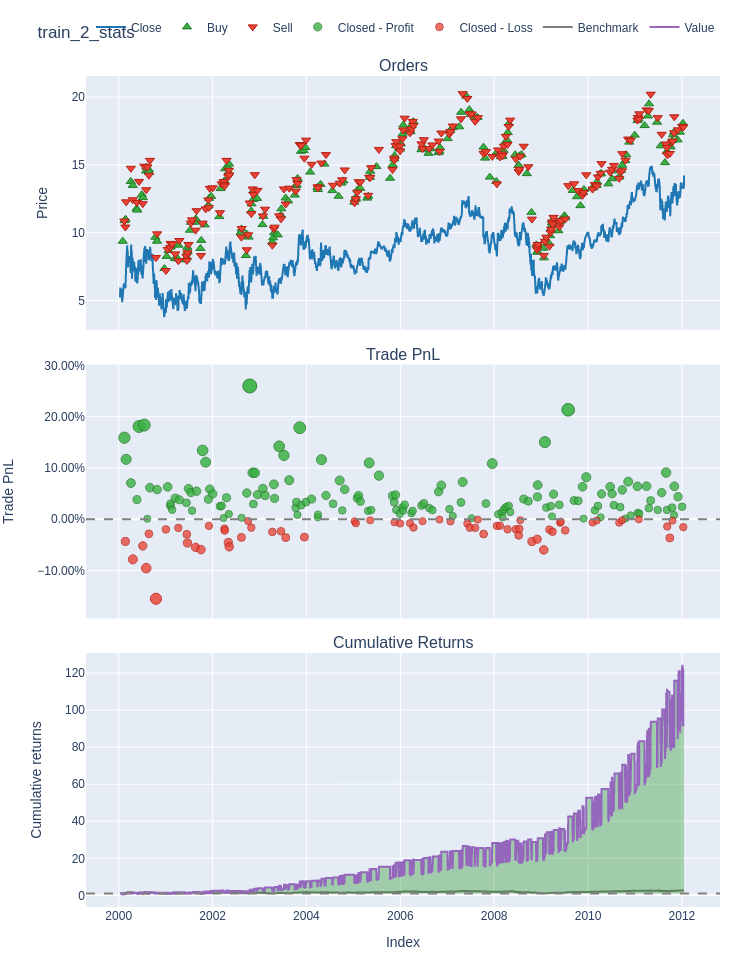 train_2_stats
Close Buy Sell Closed - Profit Closed - Loss Benchmark Value
Orders
20
15
10
5
Price
Trade PnL
30.00%
20.00%
10.00%
0.00%
−10.00%
Trade PnL
Cumulative Returns
120
100
80
60
40
20
0
Cumulative returns
2000 2002 2004 2006 2008 2010 2012
Index